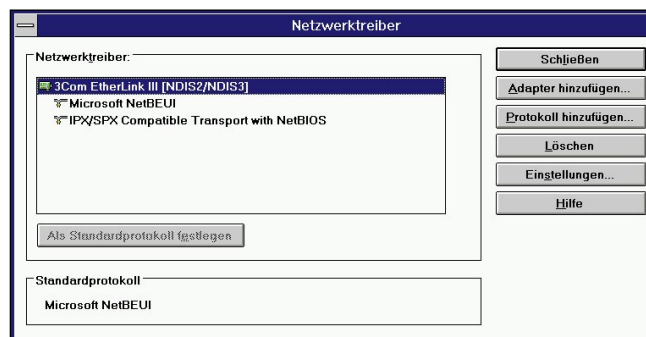 Netzwerktreiber
Netzwerktreiber:
3Com EtherLink III [NDIS2/NDIS3]
Microsoft NetBEUI
IPX/SPX Compatible Transport with NetBIOS
Als Standardprotokoll festlegen
Standardprotokoll
Microsoft NetBEUI
Schließen
Adapter hinzufügen...
Protokoll hinzufügen...
Löschen
Einstellungen...
Hilfe